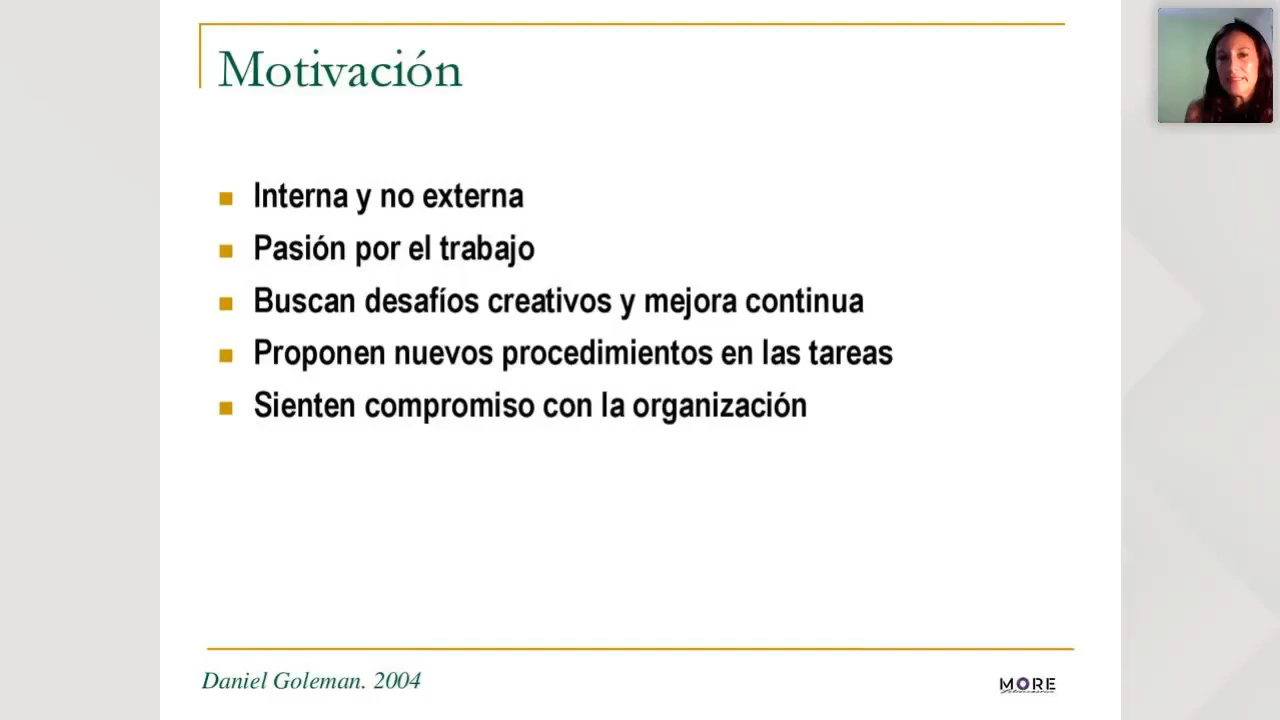 Motivación
Interna y no externa
Pasión por el trabajo
Buscan desafíos creativos y mejora continua
Proponen nuevos procedimientos en las tareas
Sienten compromiso con la organización
Daniel Goleman. 2004
MORE